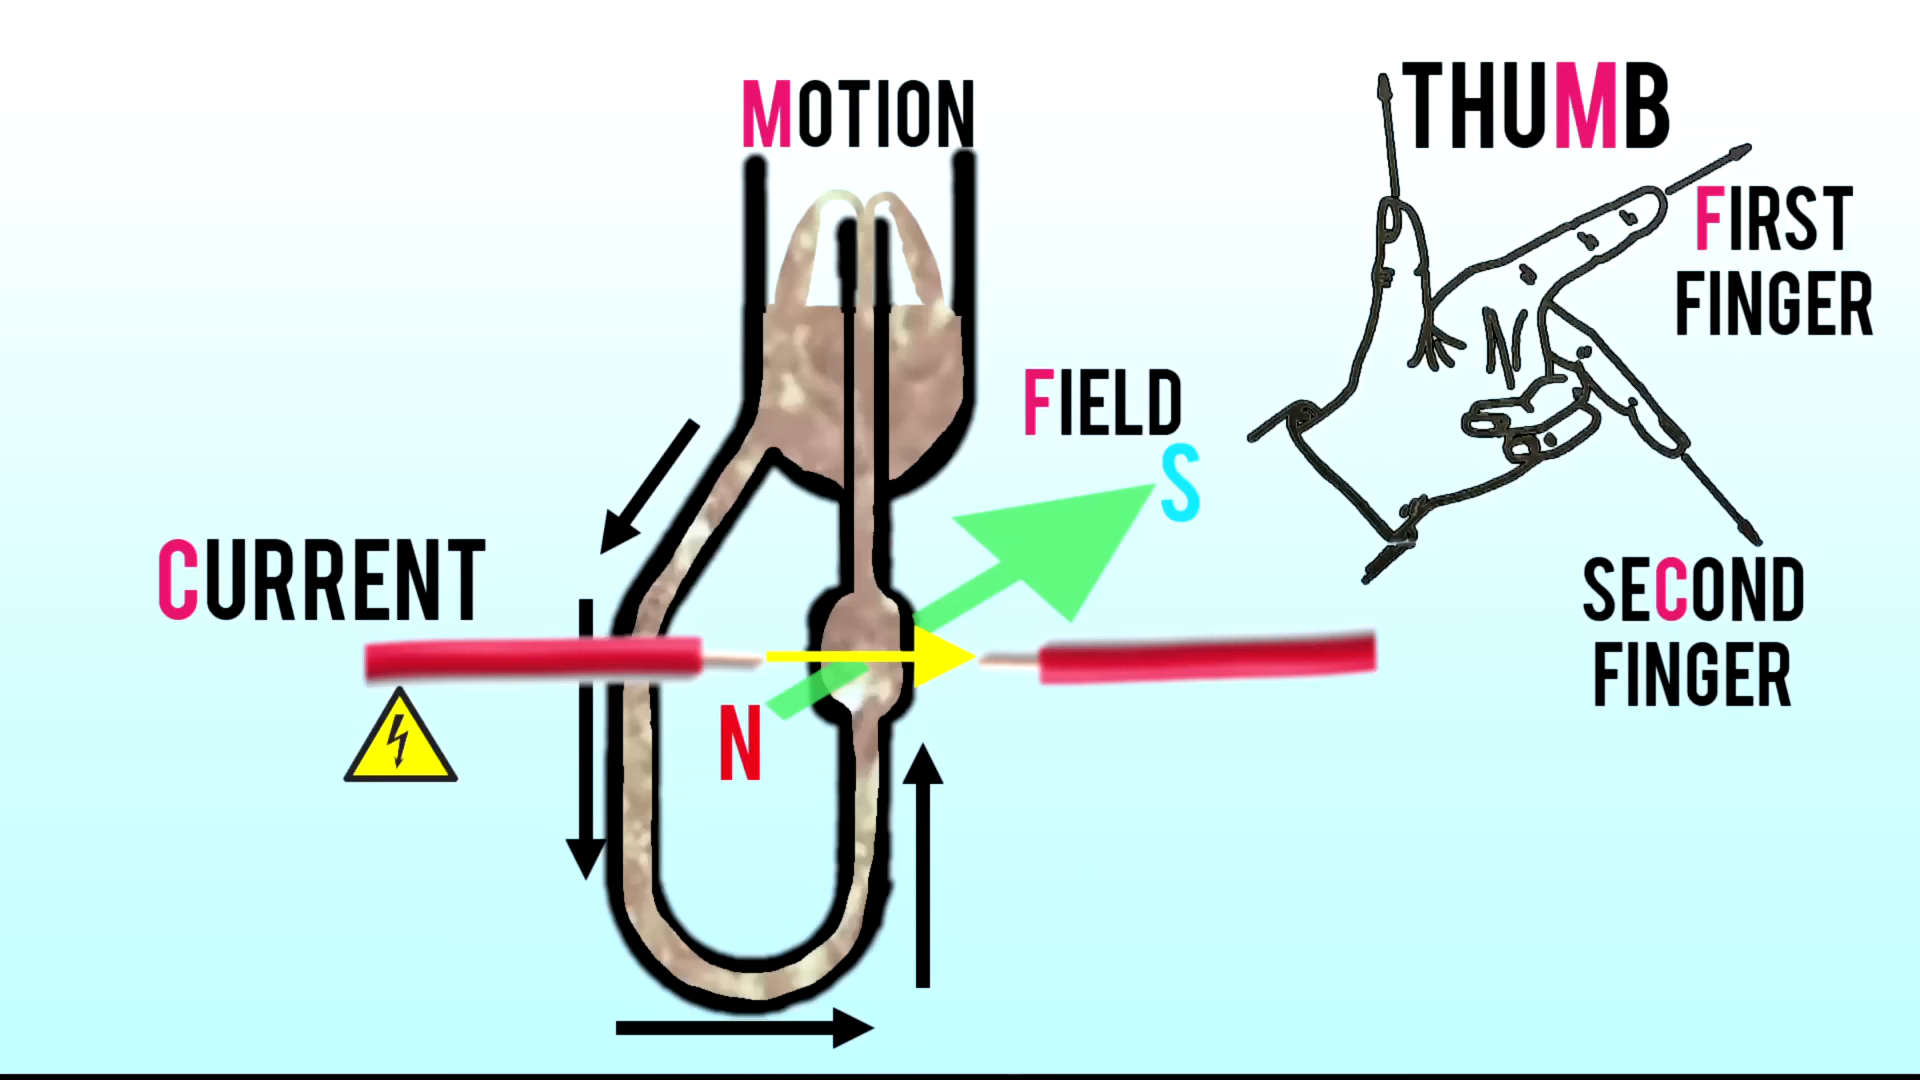 MOTION
THUMB
FIRST
FINGER
FIELD
S
CURRENT
SECOND
FINGER
N